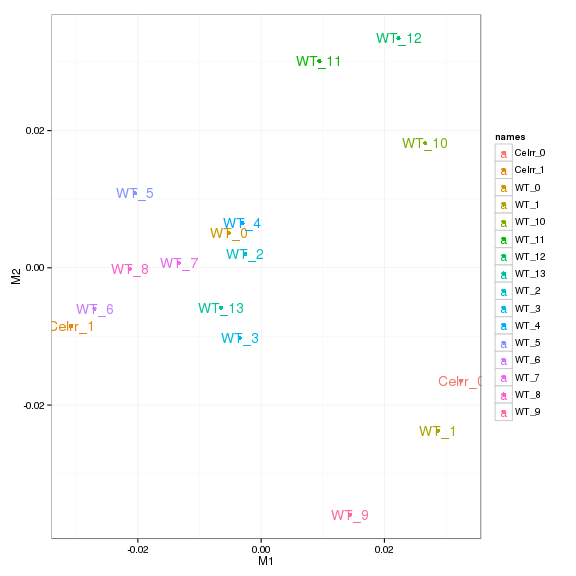 WT_12
WT_11
WT_10
0.02
WT_5
WT_4
WT_0
WT_2
WT_7
WT_8
0.00
M2
WT_6
WT_13
Celrr_1
WT_3
Celrr_0
-0.02
WT_1
WT_9
-0.02 0.00 0.02
M1
names
Celrr_0
Celrr_1
WT_0
WT_1
WT_10
WT_11
WT_12
WT_13
WT_2
WT_3
WT_4
WT_5
WT_6
WT_7
WT_8
WT_9